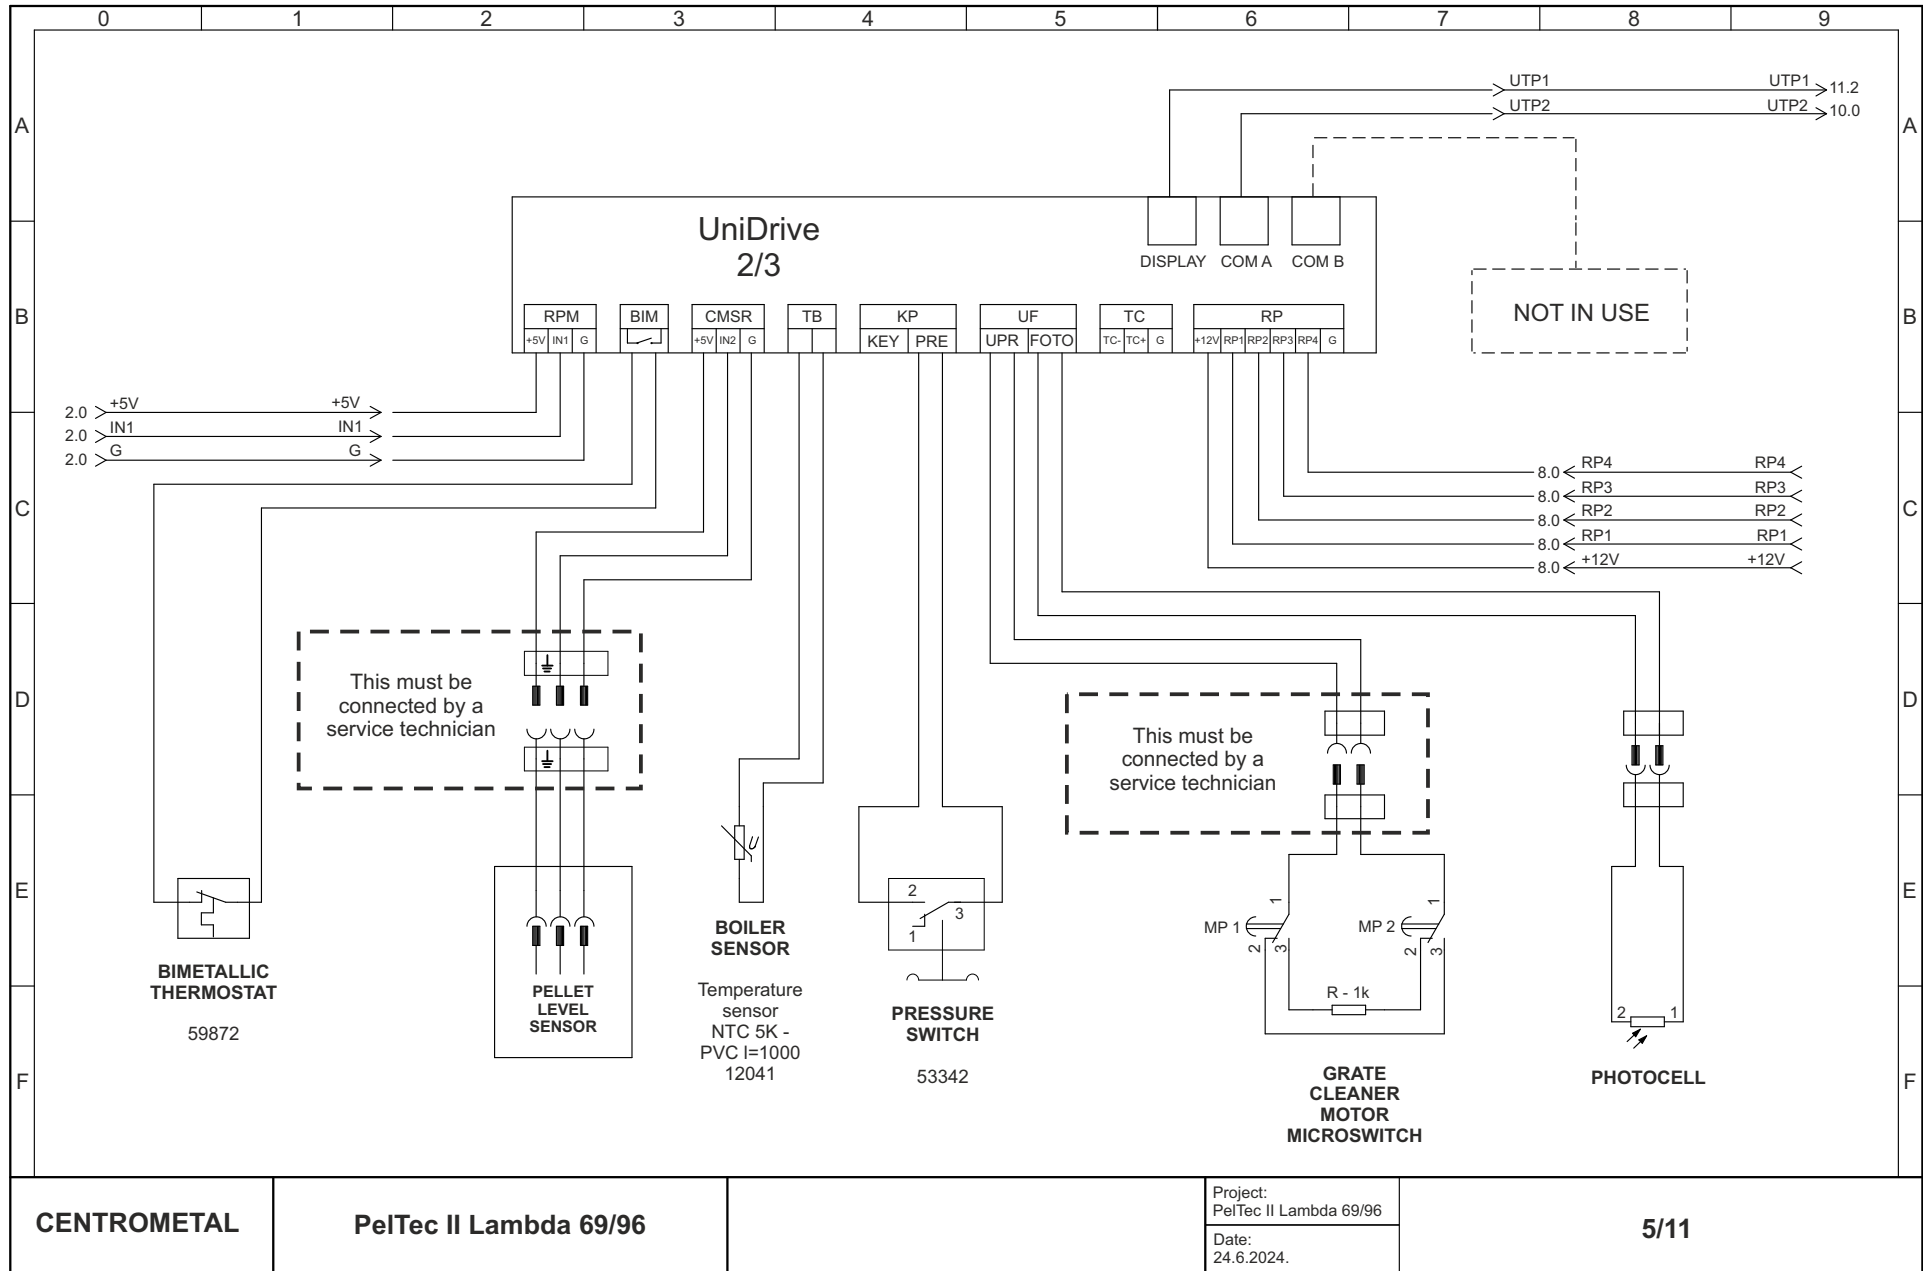 0 1 2 3 4 5 6 7 8 9
UTP1 UTP1 11.2
UTP2 UTP2 10.0
A A
UniDrive
2/3
DISPLAY COM A COM B
NOT IN USE
B B
RPM BIM CMSR TB KP UF TC RP
+5V IN1 G +5V IN2 G KEY PRE UPR FOTO TC- TC+ G +12V RP1 RP2 RP3 RP4 G
2.0 +5V +5V
2.0 IN1 IN1
2.0 G G
8.0 RP4 RP4
8.0 RP3 RP3
8.0 RP2 RP2
8.0 RP1 RP1
8.0 +12V +12V
C C
This must be
connected by a
service technician
This must be
connected by a
service technician
D D
E E
BIMETALLIC
THERMOSTAT
59872
PELLET
LEVEL
SENSOR
U
BOILER
SENSOR
Temperature
sensor
NTC 5K -
PVC l=1000
12041
2
3
1
PRESSURE
SWITCH
53342
1 1
MP 1 MP 2
2 3 2 3
R - 1k
GRATE
CLEANER
MOTOR
MICROSWITCH
2 1
PHOTOCELL
F F
CENTROMETAL
PelTec II Lambda 69/96
Project:
PelTec II Lambda 69/96
Date:
24.6.2024.
5/11